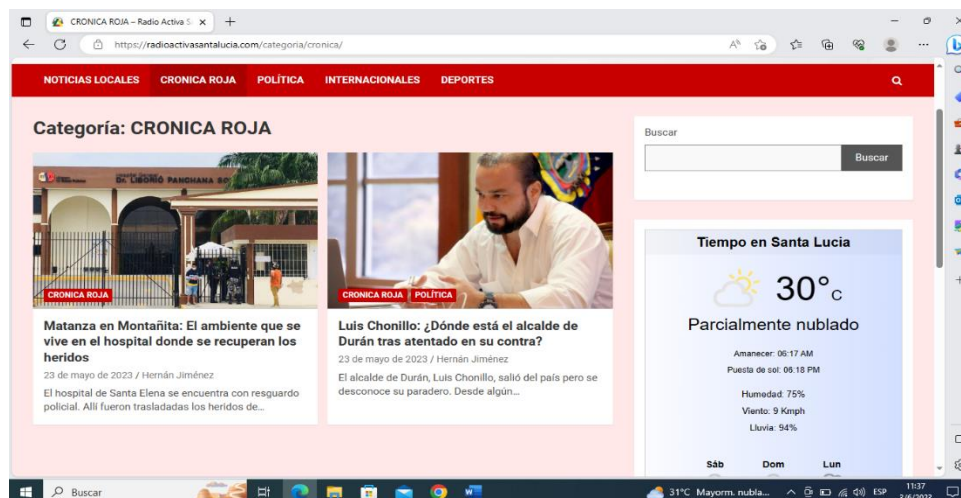 CRONICA ROJA – Radio Activa S
https://radioactivasantalucia.com/categoria/cronica/
NOTICIAS LOCALES CRONICA ROJA POLÍTICA INTERNACIONALES DEPORTES
Categoría: CRONICA ROJA
DR. LIBORIO PANCHANA
CRONICA ROJA
Matanza en Montañita: El ambiente que se
vive en el hospital donde se recuperan los
heridos
23 de mayo de 2023 / Hernán Jiménez
El hospital de Santa Elena se encuentra con resguardo
policial. Allí fueron trasladadas los heridos de...
CRONICA ROJA POLÍTICA
Luis Chonillo: ¿Dónde está el alcalde de
Durán tras atentado en su contra?
23 de mayo de 2023 / Hernán Jiménez
El alcalde de Durán, Luis Chonillo, salió del país pero se
desconoce su paradero. Desde algún...
Buscar
Buscar
Tiempo en Santa Lucia
30°C
Parcialmente nublado
Amanecer: 06:17 AM
Puesta de sol: 06:18 PM
Humedad: 75%
Viento: 9 Kmph
Lluvia: 94%
Sáb Dom Lun
Buscar
31°C Mayorm. nubla... ESP 11:37